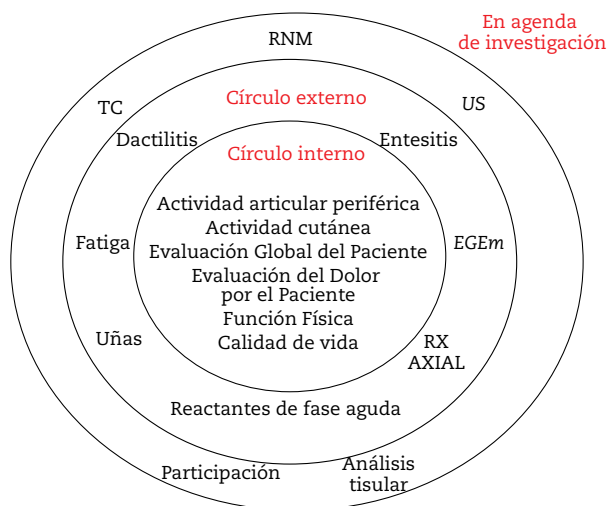 En agenda
de investigación
RNM
TC
US
Círculo externo
Dactilitis
Entesitis
Círculo interno
Actividad articular periférica
Actividad cutánea
Evaluación Global del Paciente
Evaluación del Dolor
por el Paciente
Función Física
Calidad de vida
Fatiga
EGEm
Uñas
RX
AXIAL
Reactantes de fase aguda
Participación
Análisis
tisular